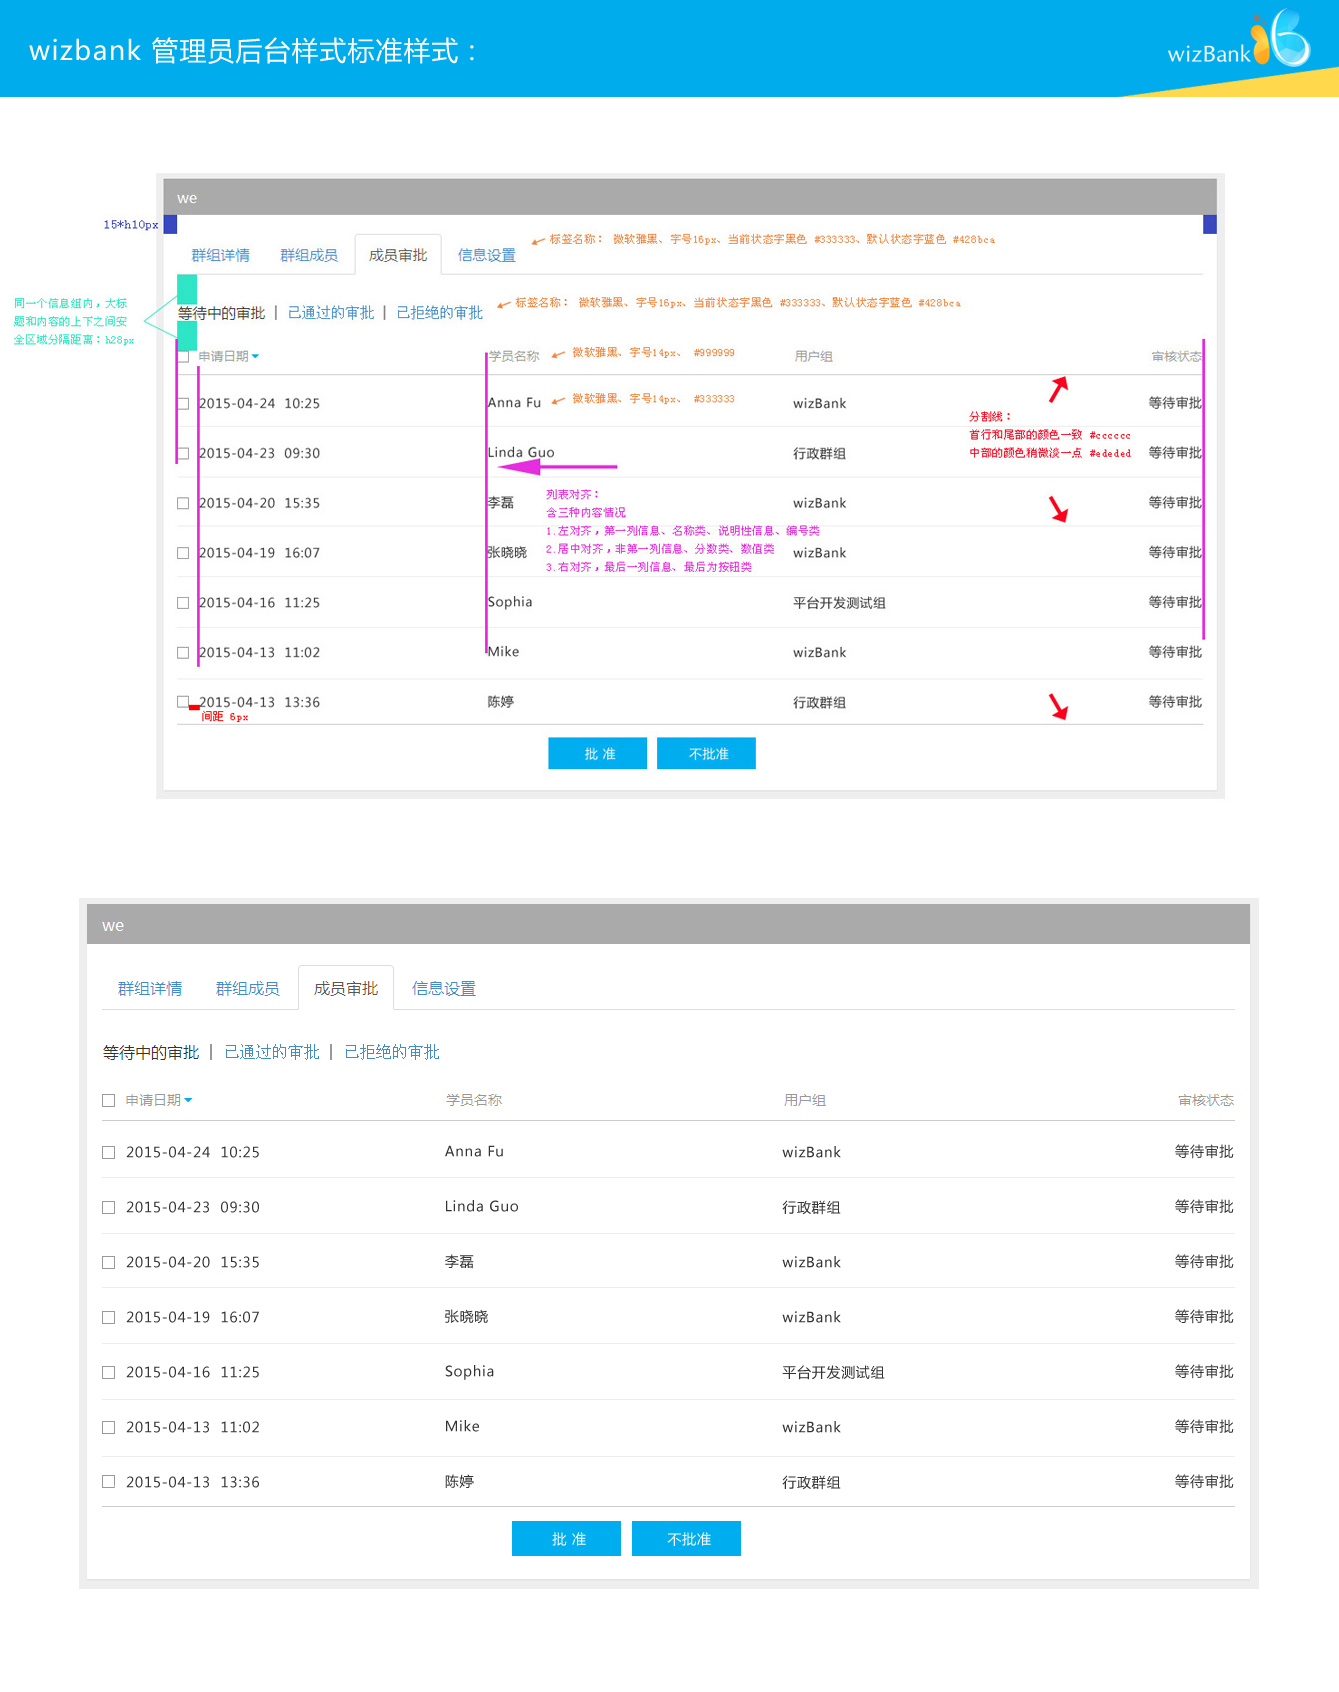 wizbank 管理员后台样式标准样式：
wizBank
we
15*h10px
群组详情 群组成员 成员审批 信息设置
标签名称： 微软雅黑、字号16px、当前状态字黑色 #333333、默认状态字蓝色 #428bca
同一个信息组内，大标
题和内容的上下之间安
全区域分隔距离：h28px
等待中的审批 | 已通过的审批 | 已拒绝的审批
标签名称： 微软雅黑、字号16px、当前状态字黑色 #333333、默认状态字蓝色 #428bca
申请日期 学员名称 用户组 审核状态
微软雅黑、字号14px、 #999999
2015-04-24 10:25 Anna Fu wizBank 等待审批
微软雅黑、字号14px、 #333333
分割线：
首行和尾部的颜色一致 #cccccc
中部的颜色稍微淡一点 #ededed
2015-04-23 09:30 Linda Guo 行政群组 等待审批
列表对齐：
含三种内容情况
1.左对齐，第一列信息、名称类、说明性信息、编号类
2.居中对齐，非第一列信息、分数类、数值类
3.右对齐，最后一列信息、最后为按钮类
2015-04-20 15:35 李磊 wizBank 等待审批
2015-04-19 16:07 张晓晓 wizBank 等待审批
2015-04-16 11:25 Sophia 平台开发测试组 等待审批
2015-04-13 11:02 Mike wizBank 等待审批
2015-04-13 13:36 陈婷 行政群组 等待审批
间距 6px
批 准 不批准
we
群组详情 群组成员 成员审批 信息设置
等待中的审批 | 已通过的审批 | 已拒绝的审批
申请日期 学员名称 用户组 审核状态
2015-04-24 10:25 Anna Fu wizBank 等待审批
2015-04-23 09:30 Linda Guo 行政群组 等待审批
2015-04-20 15:35 李磊 wizBank 等待审批
2015-04-19 16:07 张晓晓 wizBank 等待审批
2015-04-16 11:25 Sophia 平台开发测试组 等待审批
2015-04-13 11:02 Mike wizBank 等待审批
2015-04-13 13:36 陈婷 行政群组 等待审批
批 准 不批准